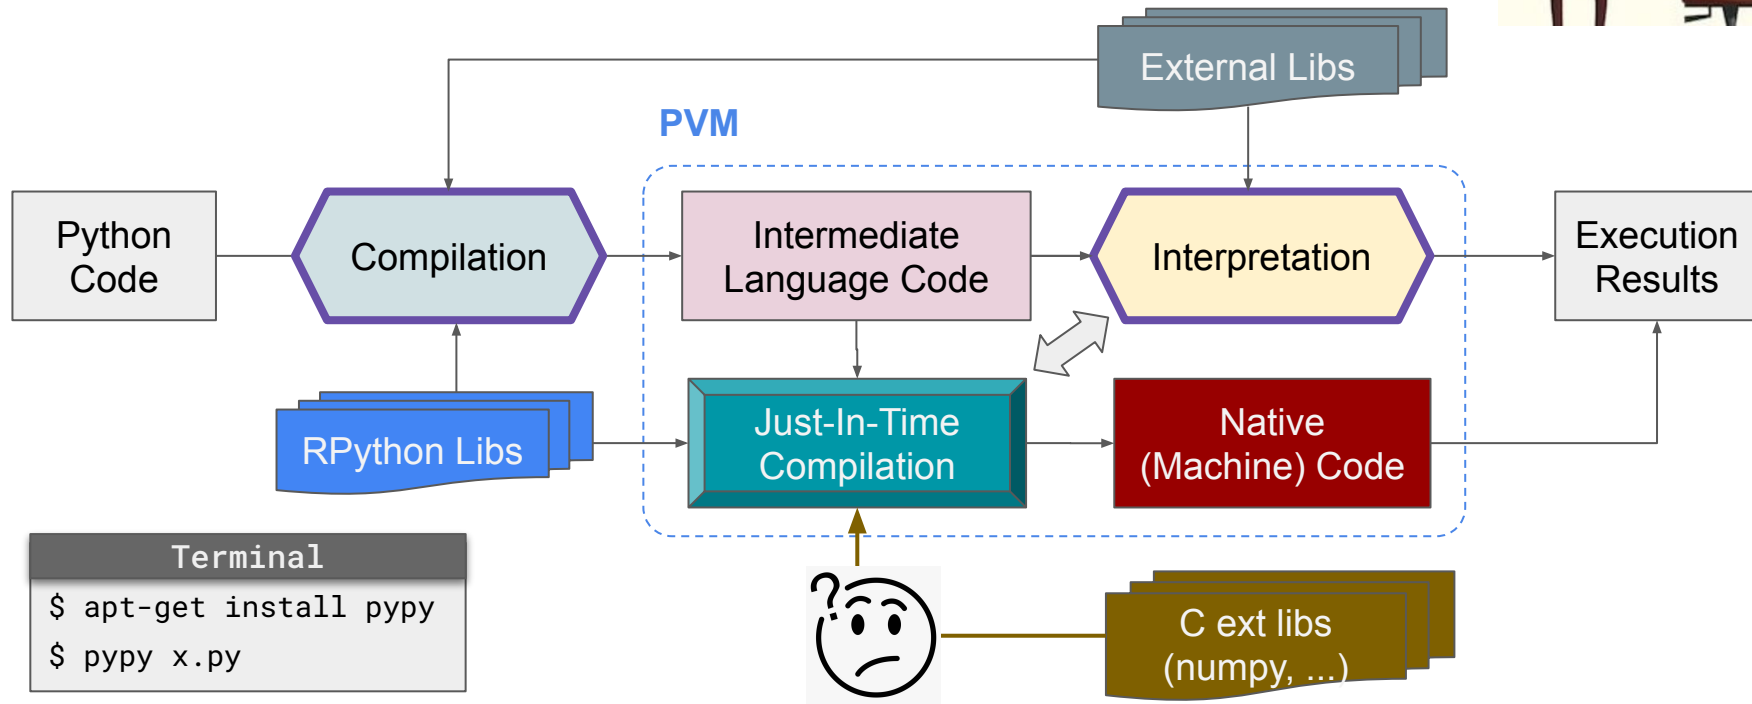 External Libs
PVM
Python
Code
Compilation
Intermediate
Language Code
Interpretation
Execution
Results
RPython Libs
Just-In-Time
Compilation
Native
(Machine) Code
Terminal
$ apt-get install pypy
$ pypy x.py
?
C ext libs
(numpy, ...)